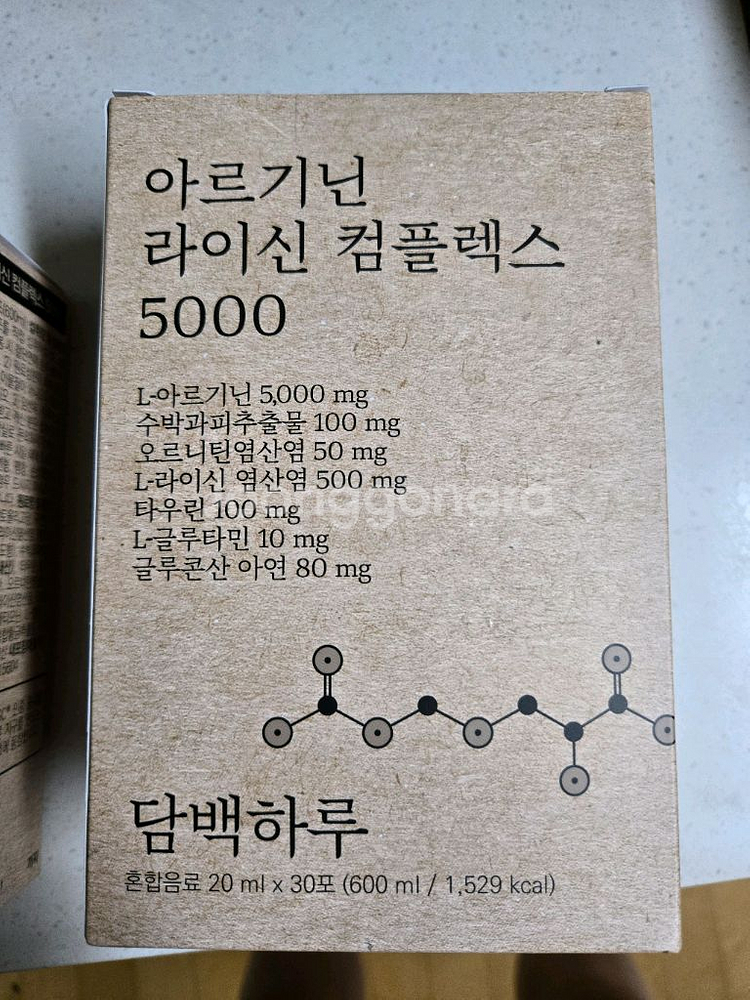 아르기닌
라이신 컴플렉스
5000
L-아르기닌 5,000 mg
수박과피추출물 100 mg
오르니틴염산염 50 mg
L-라이신 염산염 500 mg
타우린 100 mg
L-글루타민 10 mg
글루콘산 아연 80 mg
담백하루
혼합음료 20 ml x 30포 (600 ml / 1,529 kcal)